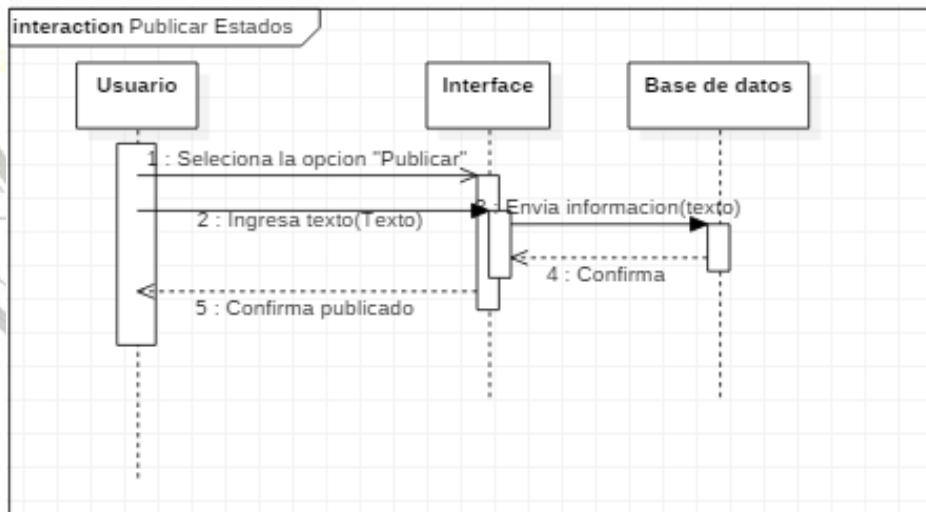 interaction Publicar Estados
Usuario
Interface
Base de datos
1 : Seleciona la opcion "Publicar"
3 : Envia informacion(texto)
2 : Ingresa texto(Texto)
4 : Confirma
5 : Confirma publicado